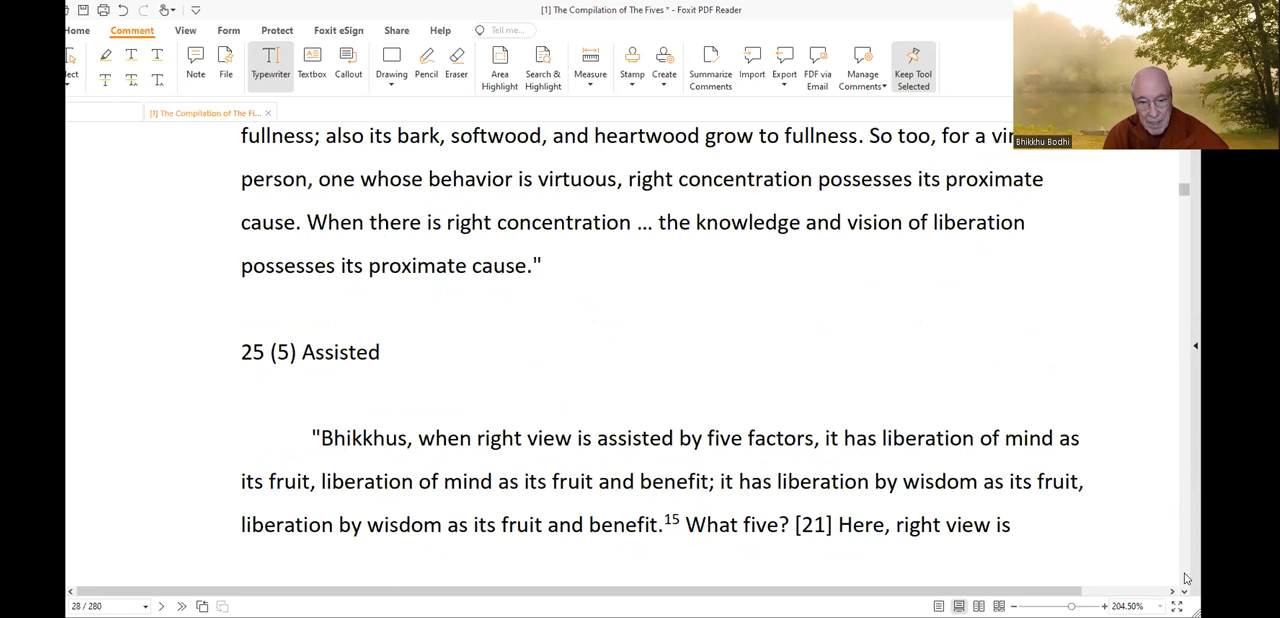 [1] The Compilation of The Fives * - Foxit PDF Reader
Home Comment View Form Protect Foxit eSign Share Help Tell me...
Note File Typewriter Textbox Callout Drawing Pencil Eraser Area Highlight Search & Highlight Measure Stamp Create Summarize Comments Import Export FDF via Email Manage Comments Keep Tool Selected
[1] The Compilation of The Fi...
Bhikkhu Bodhi
fullness; also its bark, softwood, and heartwood grow to fullness. So too, for a
person, one whose behavior is virtuous, right concentration possesses its proximate
cause. When there is right concentration … the knowledge and vision of liberation
possesses its proximate cause."
25 (5) Assisted
"Bhikkhus, when right view is assisted by five factors, it has liberation of mind as
its fruit, liberation of mind as its fruit and benefit; it has liberation by wisdom as its fruit,
liberation by wisdom as its fruit and benefit.15 What five? [21] Here, right view is
28 / 280 204.50%